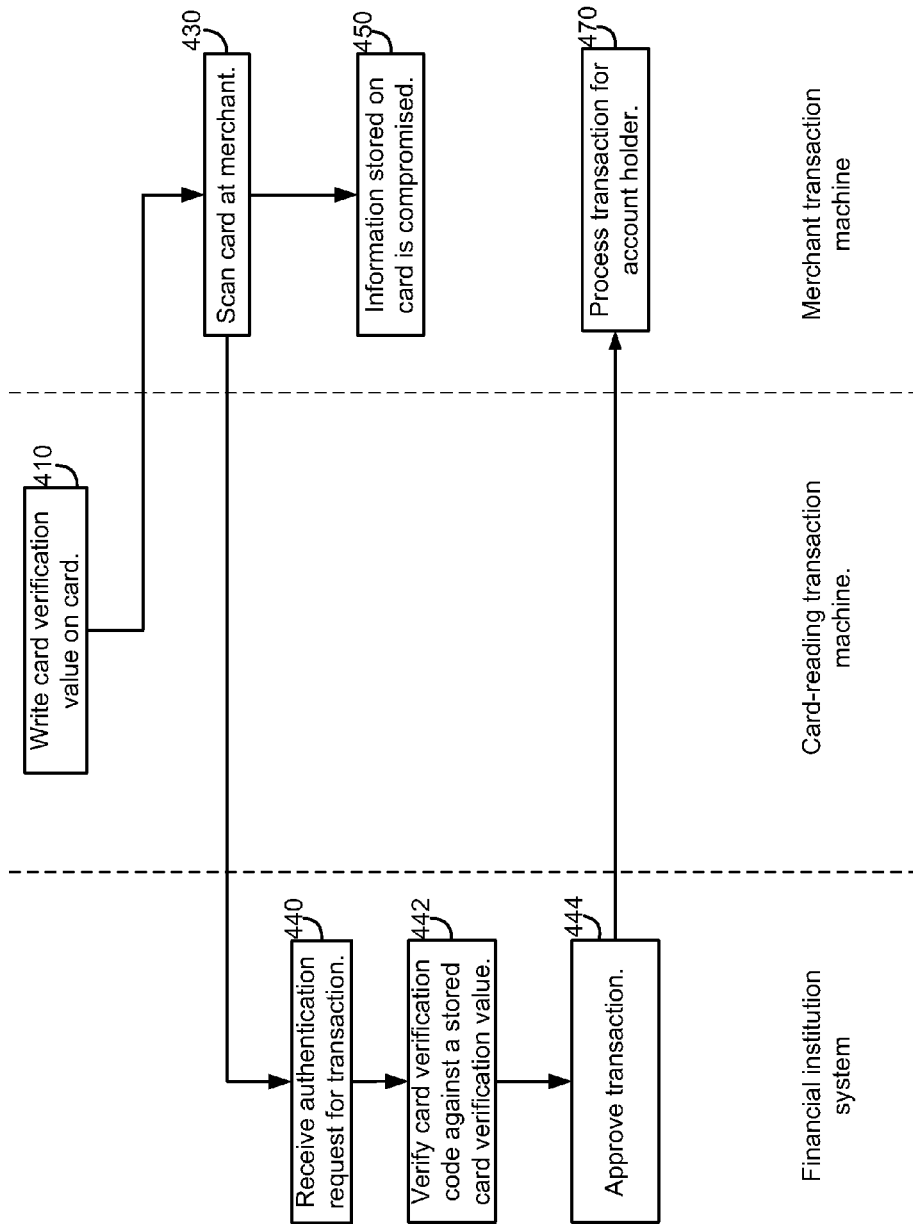 410
Write card verification
value on card.
430
Scan card at merchant.
440
Receive authentication
request for transaction.
450
Information stored on
card is compromised.
442
Verify card verification
code against a stored
card verification value.
444
Approve transaction.
470
Process transaction for
account holder.
Financial institution
system
Card-reading transaction
machine.
Merchant transaction
machine